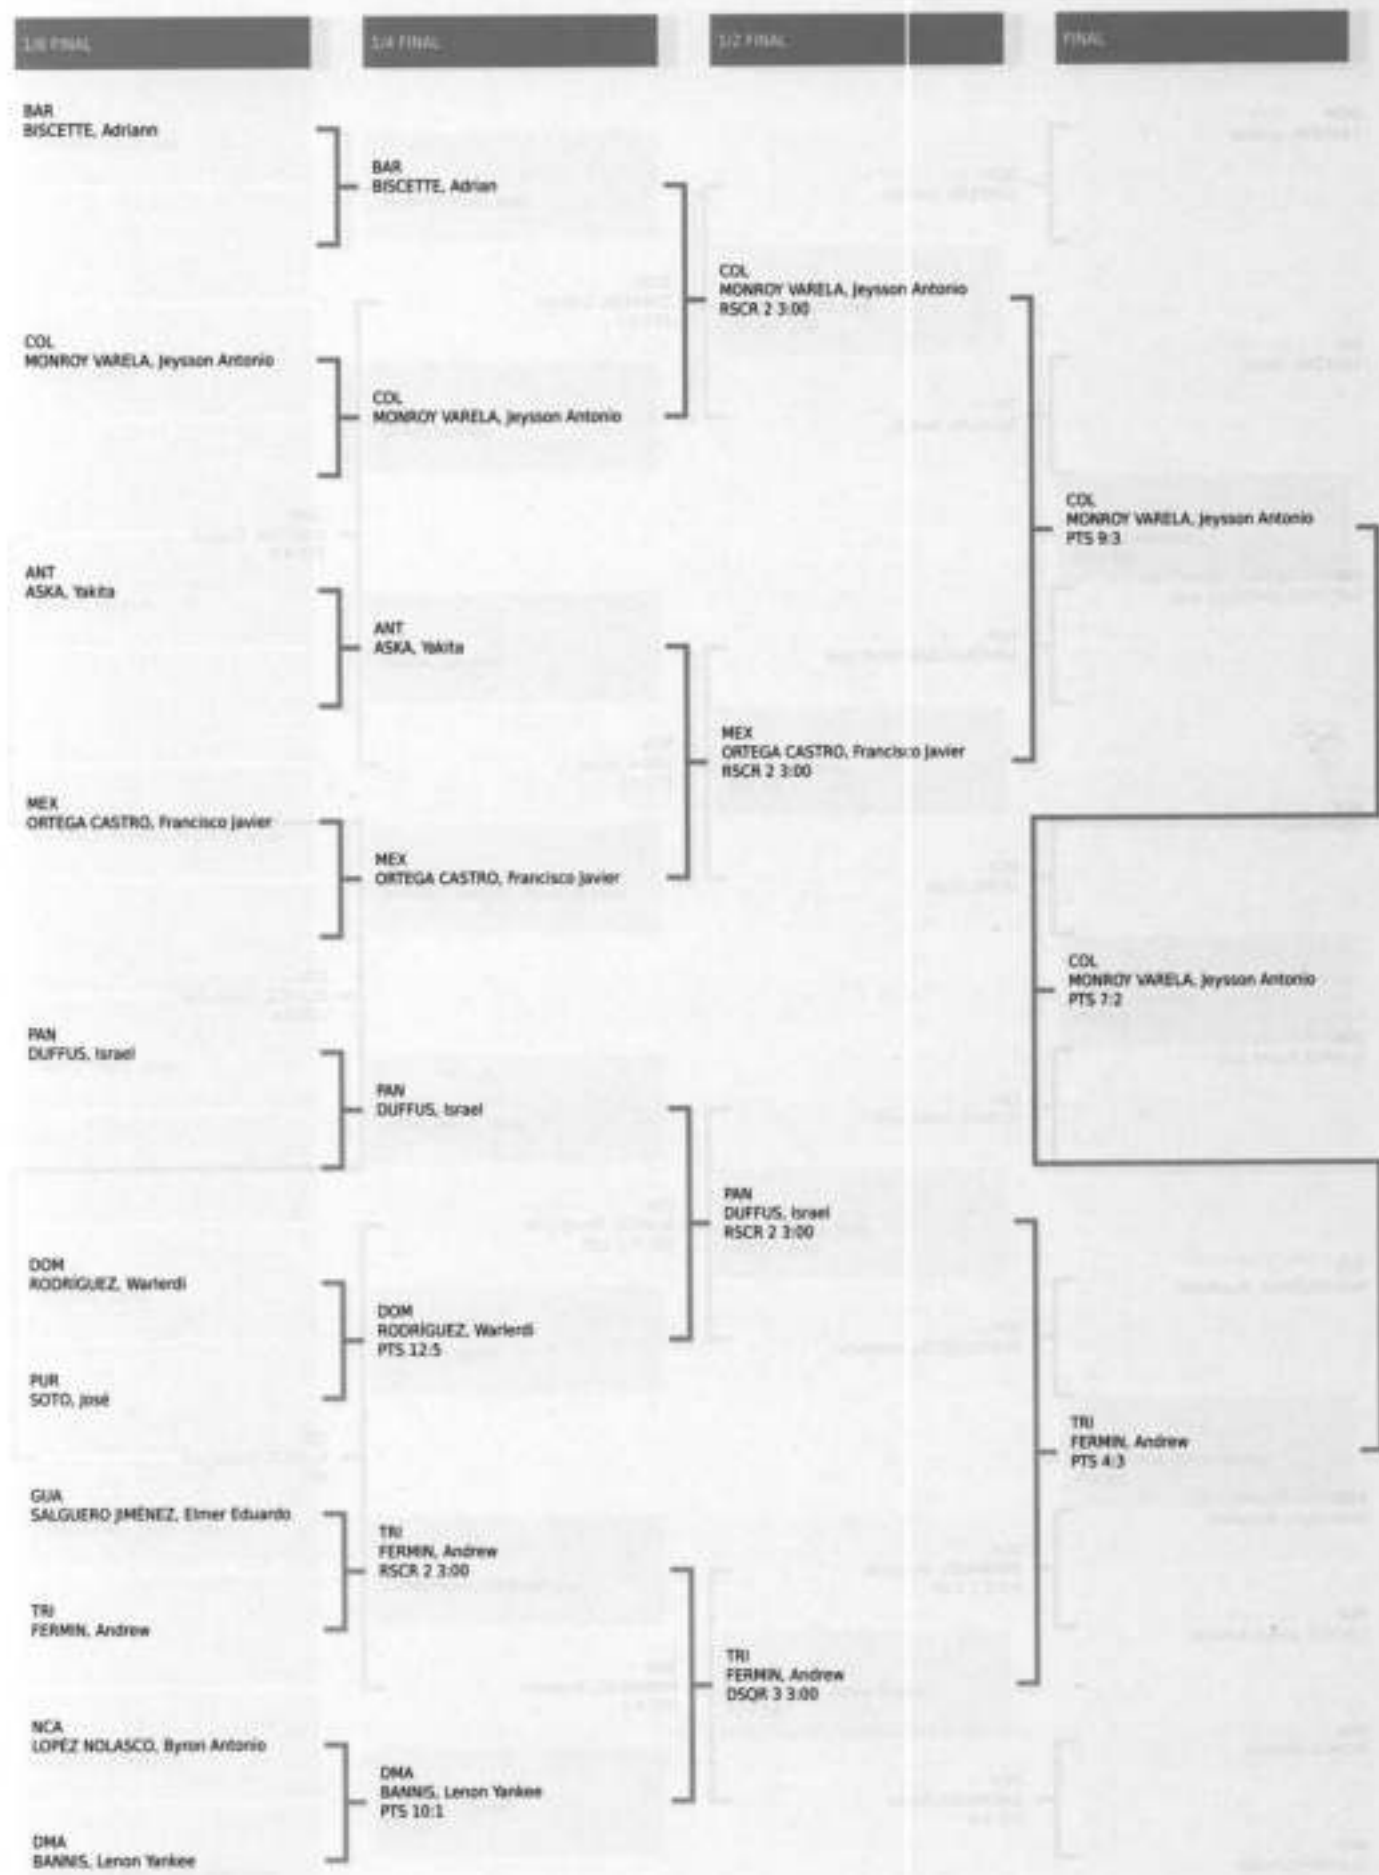 1/8 FINAL
1/4 FINAL
1/2 FINAL
FINAL
BAR
BISCETTE, Adriann
COL
MONROY VARELA, Jeysson Antonio
ANT
ASKA, Yakita
MEX
ORTEGA CASTRO, Francisco Javier
PAN
DUFFUS, Israel
DOM
RODRÍGUEZ, Warlerdi
PUR
SOTO, José
GUA
SALGUERO JIMÉNEZ, Elmer Eduardo
TRI
FERMIN, Andrew
NCA
LOPÉZ NOLASCO, Byron Antonio
DMA
BANNIS, Lenon Yankee
BAR
BISCETTE, Adrian
COL
MONROY VARELA, Jeysson Antonio
ANT
ASKA, Yakita
MEX
ORTEGA CASTRO, Francisco Javier
PAN
DUFFUS, Israel
DOM
RODRÍGUEZ, Warlerdi
PTS 12:5
TRI
FERMIN, Andrew
RSCR 2 3:00
DMA
BANNIS, Lenon Yankee
PTS 10:1
COL
MONROY VARELA, Jeysson Antonio
RSCR 2 3:00
MEX
ORTEGA CASTRO, Francisco Javier
RSCR 2 3:00
PAN
DUFFUS, Israel
RSCR 2 3:00
TRI
FERMIN, Andrew
DSQR 3 3:00
COL
MONROY VARELA, Jeysson Antonio
PTS 9:3
COL
MONROY VARELA, Jeysson Antonio
PTS 7:2
TRI
FERMIN, Andrew
PTS 4:3